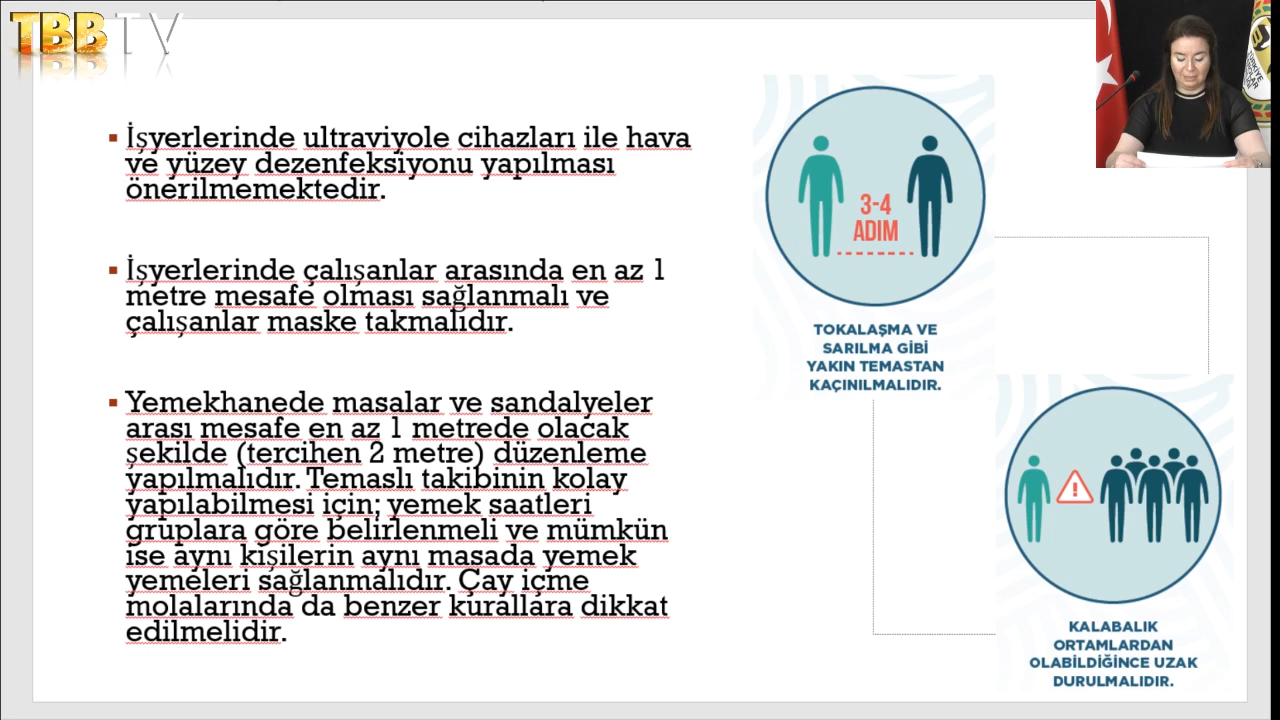 TBB TV
İşyerlerinde ultraviyole cihazları ile hava
ve yüzey dezenfeksiyonu yapılması
önerilmemektedir.
İşyerlerinde çalışanlar arasında en az 1
metre mesafe olması sağlanmalı ve
çalışanlar maske takmalıdır.
Yemekhanede masalar ve sandalyeler
arası mesafe en az 1 metrede olacak
şekilde (tercihen 2 metre) düzenleme
yapılmalıdır. Temaslı takibinin kolay
yapılabilmesi için; yemek saatleri
gruplara göre belirlenmeli ve mümkün
ise aynı kişilerin aynı masada yemek
yemeleri sağlanmalıdır. Çay içme
molalarında da benzer kurallara dikkat
edilmelidir.
3-4
ADIM
TOKALAŞMA VE
SARILMA GİBİ
YAKIN TEMASTAN
KAÇINILMALIDIR.
KALABALIK
ORTAMLARDAN
OLABİLDİĞİNCE UZAK
DURULMALIDIR.